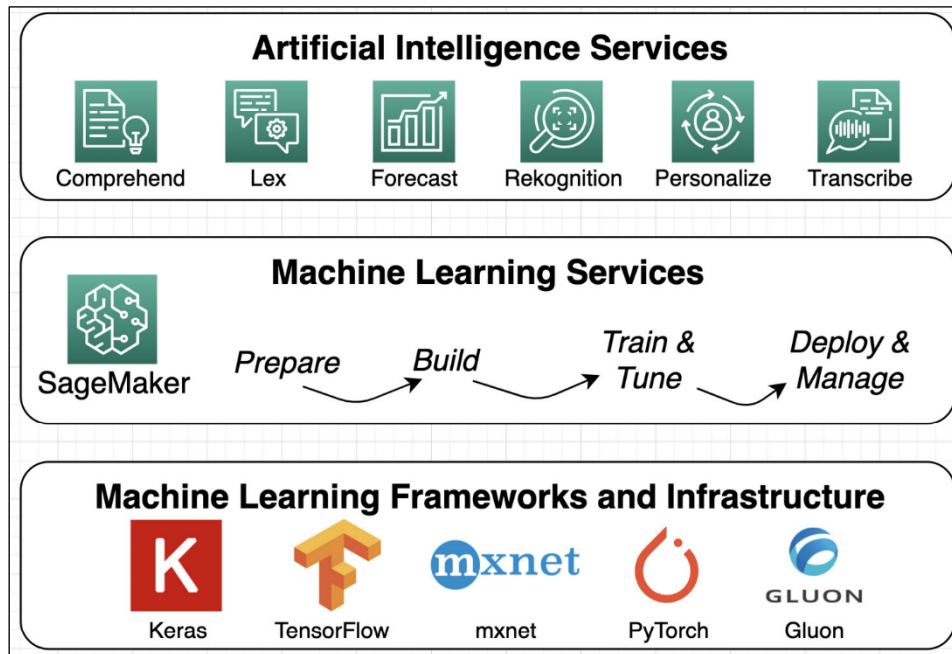 Artificial Intelligence Services
Comprehend
Lex
Forecast
Rekognition
Personalize
Transcribe
Machine Learning Services
SageMaker
Prepare
Build
Train &
Tune
Deploy &
Manage
Machine Learning Frameworks and Infrastructure
K
mxnet
GLUON
Keras
TensorFlow
mxnet
PyTorch
Gluon